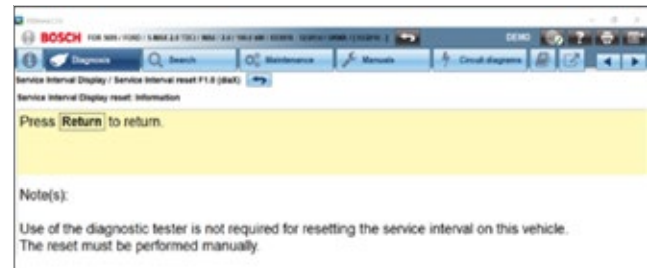 BOSCH
DEMO
Diagnosis
Search
Maintenance
Manuals
Circuit diagrams
Service Interval Display / Service interval reset F1.0 (diaX)
Service Interval Display reset: Information
Press Return to return.
Note(s):
Use of the diagnostic tester is not required for resetting the service interval on this vehicle.
The reset must be performed manually.